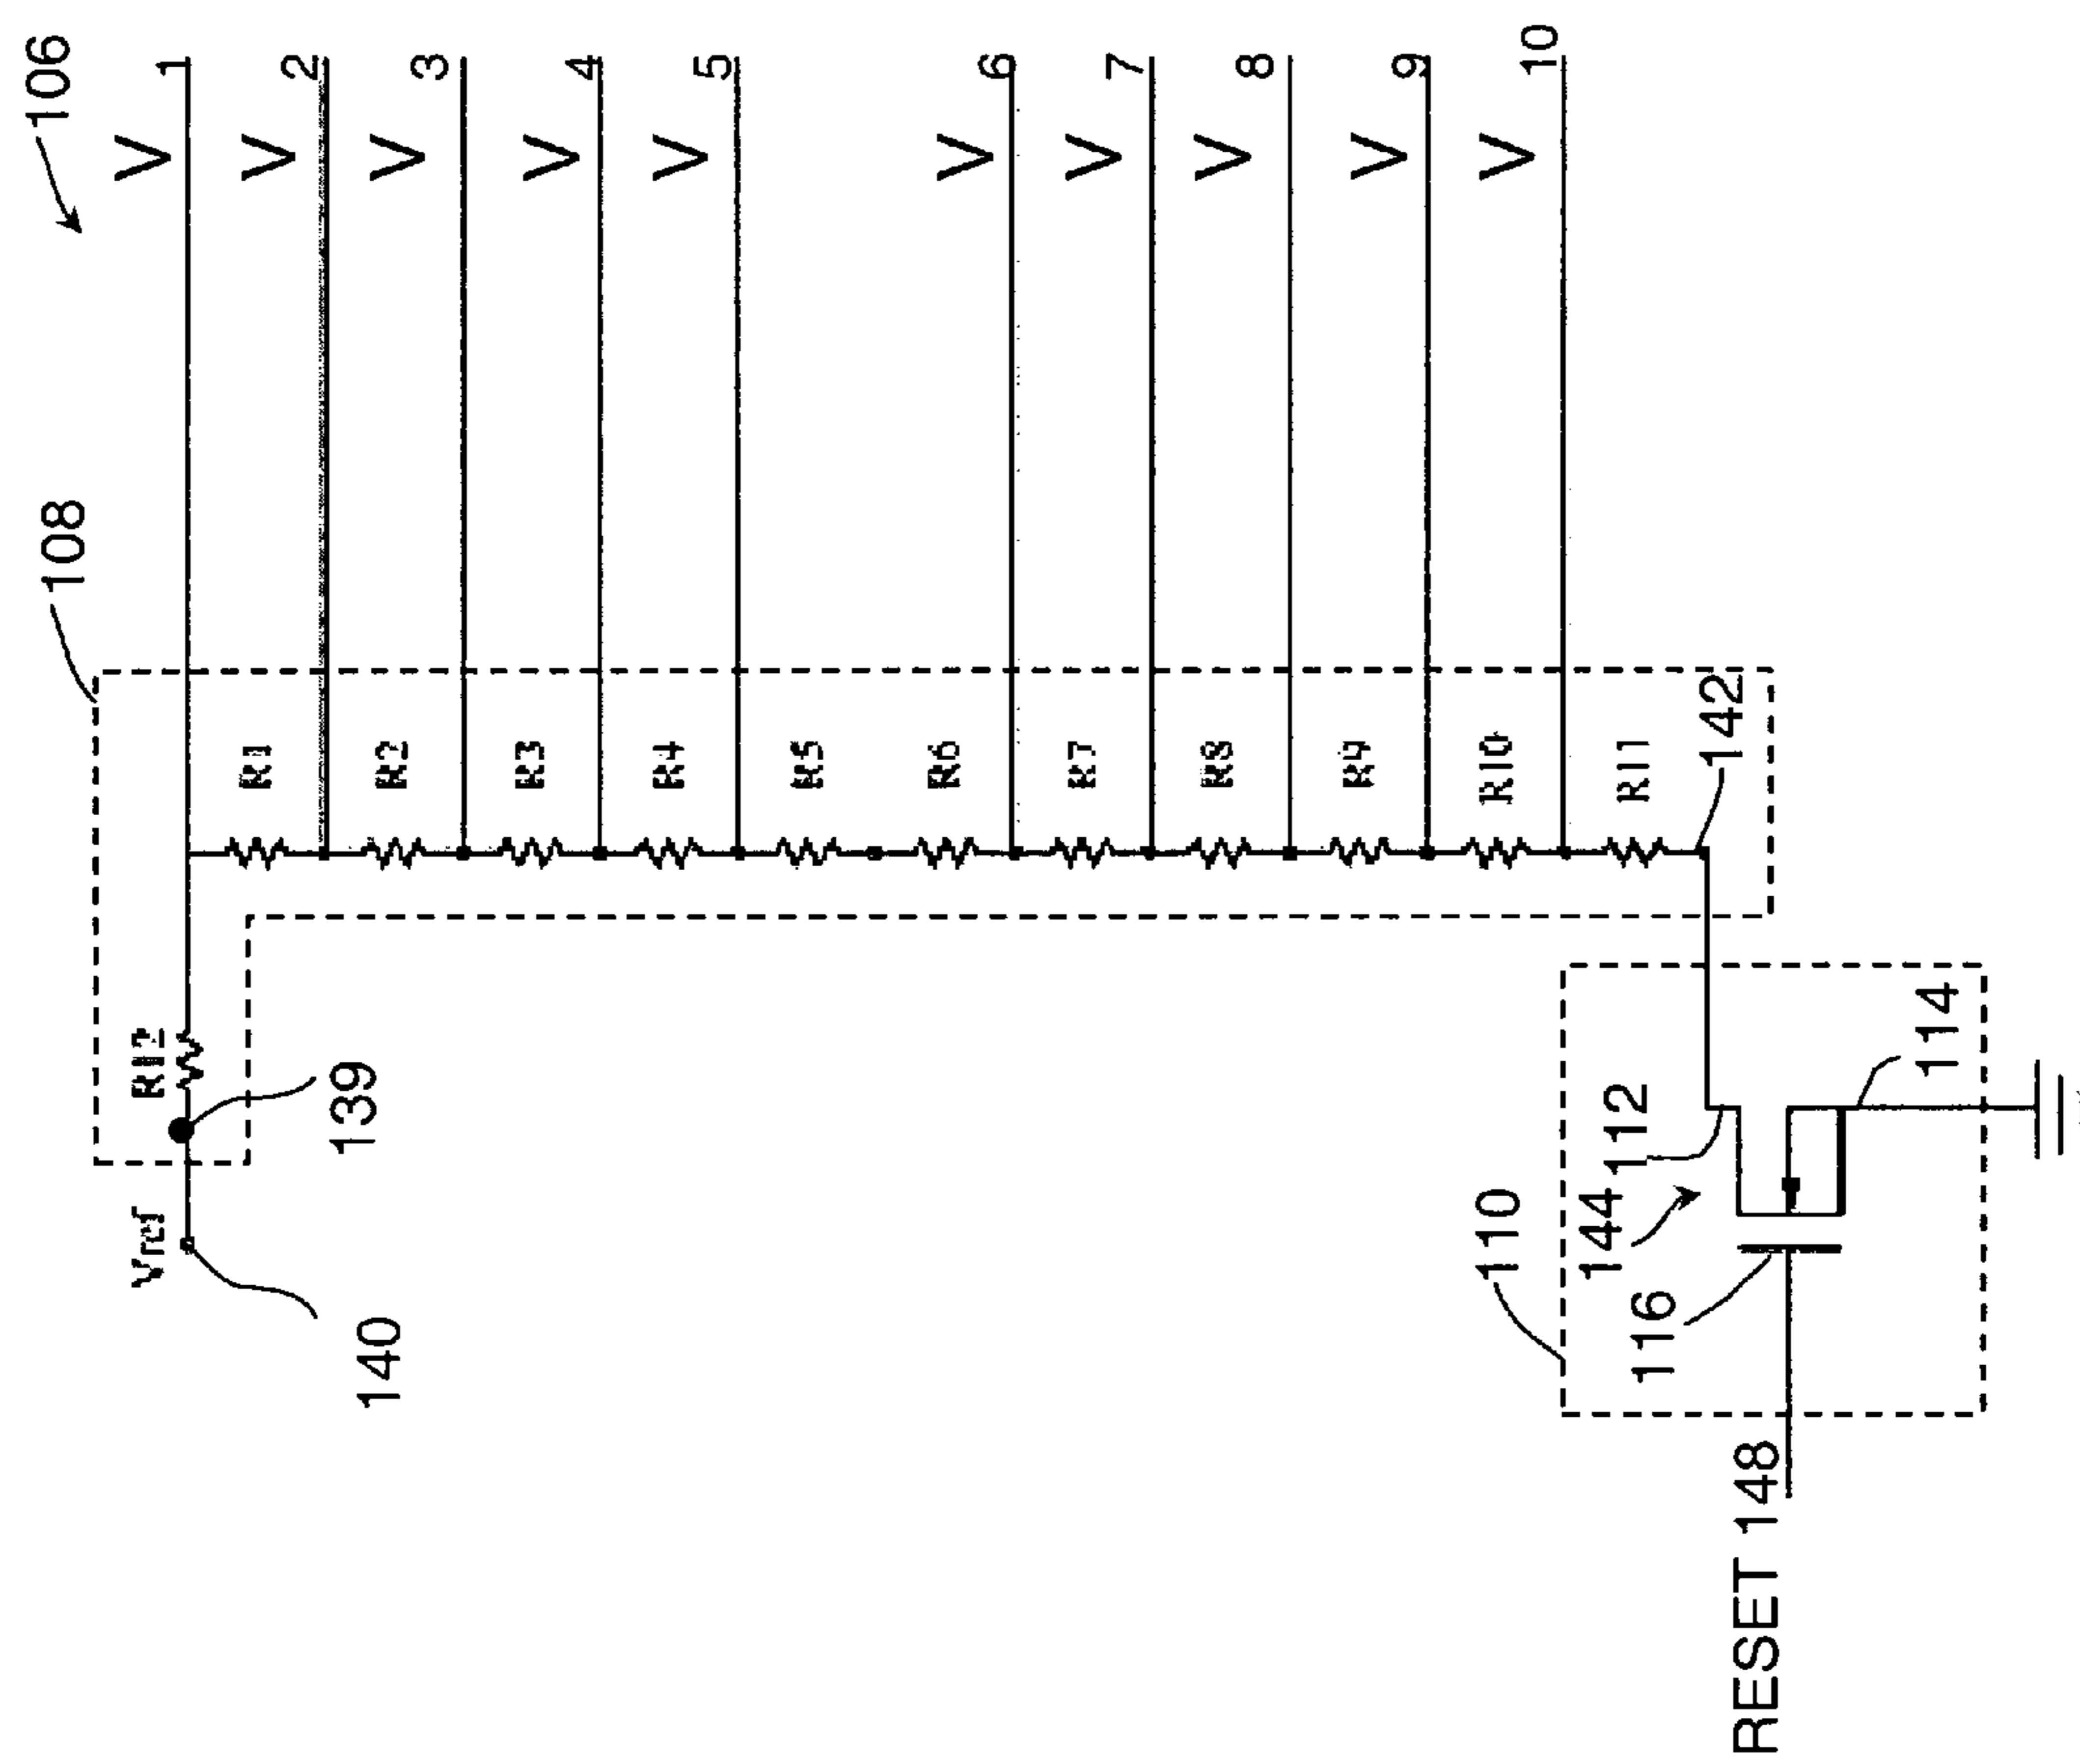 106
108
V 1
V 2
V 3
V 4
V 5
V 6
V 7
V 8
V 9
V 10
R1
R2
R3
R4
R5
R6
R7
R8
R9
R10
R11
142
R12
139
Vref
140
110
144
112
114
116
RESET 148